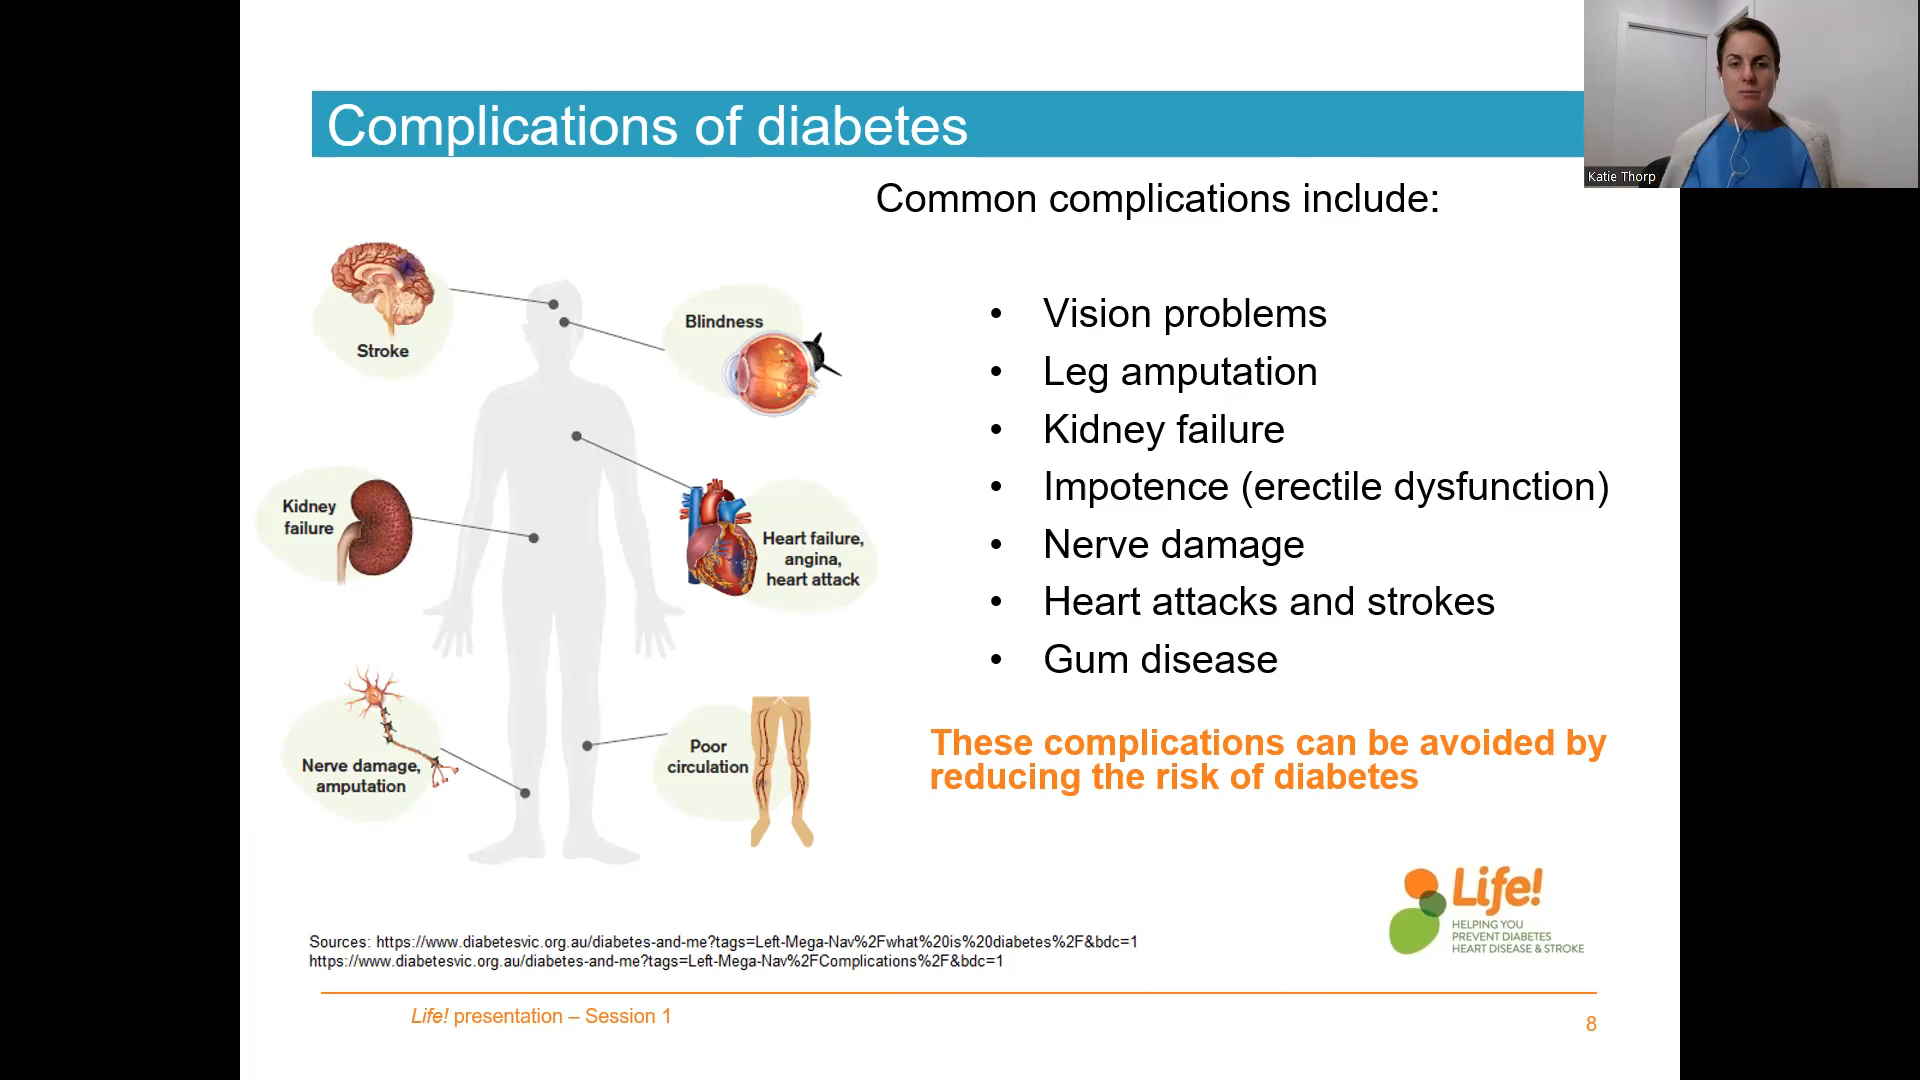 Complications of diabetes
Katie Thorp
Common complications include:
Stroke
Blindness
Kidney
failure
Heart failure,
angina,
heart attack
Nerve damage,
amputation
Poor
circulation
• Vision problems
• Leg amputation
• Kidney failure
• Impotence (erectile dysfunction)
• Nerve damage
• Heart attacks and strokes
• Gum disease
These complications can be avoided by
reducing the risk of diabetes
Life!
HELPING YOU
PREVENT DIABETES
HEART DISEASE & STROKE
Sources: https://www.diabetesvic.org.au/diabetes-and-me?tags=Left-Mega-Nav%2Fwhat%20is%20diabetes%2F&bdc=1
https://www.diabetesvic.org.au/diabetes-and-me?tags=Left-Mega-Nav%2FComplications%2F&bdc=1
Life! presentation – Session 1
8